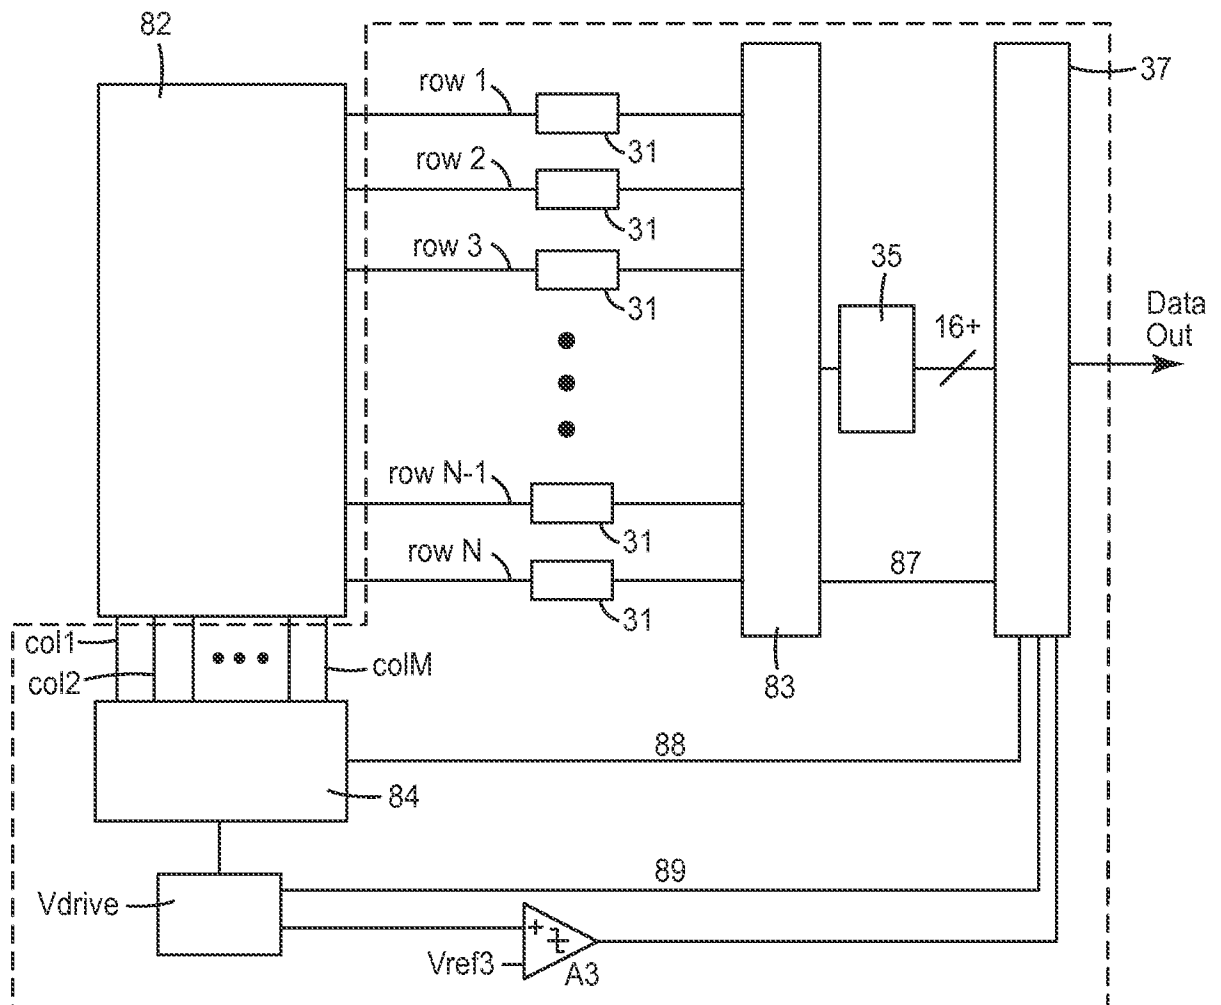 82
37
row 1
31
row 2
31
row 3
31
35
16+
Data
Out
row N-1
31
row N
31
87
83
col1
col2
colM
88
84
89
Vdrive
+
Vref3
A3